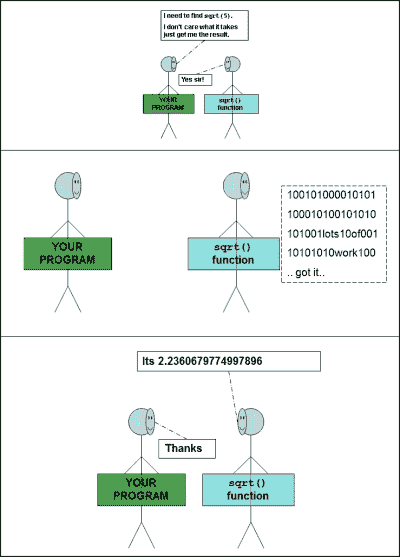 I need to find sqrt(5).
I don't care what it takes
just get me the result.
Yes sir!
YOUR
PROGRAM
sqrt()
function
YOUR
PROGRAM
sqrt()
function
100101000010101
100010100101010
101001lots10of001
10101010work100
.. got it..
Its 2.2360679774997896
Thanks
YOUR
PROGRAM
sqrt()
function